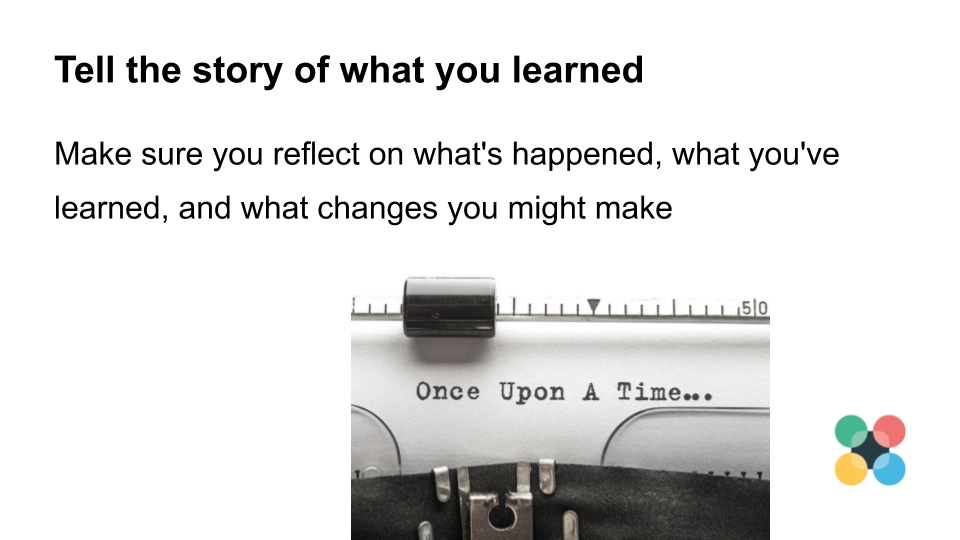 Tell the story of what you learned
Make sure you reflect on what's happened, what you've
learned, and what changes you might make
50
Once Upon A Time...